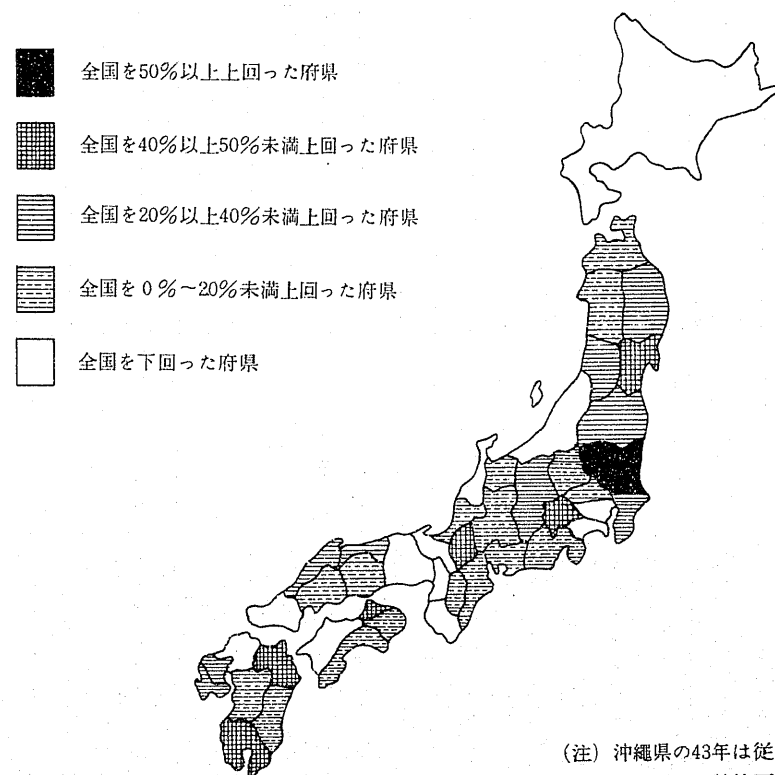 全国を50%以上上回った府県
全国を40%以上50%未満上回った府県
全国を20%以上40%未満上回った府県
全国を0%~20%未満上回った府県
全国を下回った府県
(注) 沖縄県の43年は従